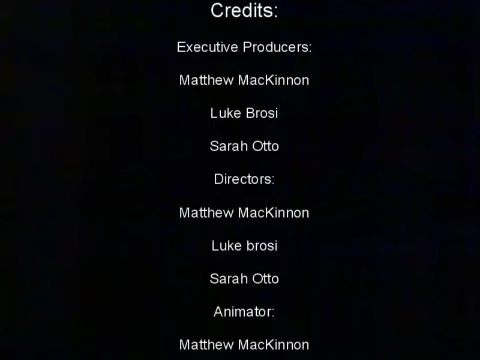 Credits:
Executive Producers:
Matthew MacKinnon
Luke Brosi
Sarah Otto
Directors:
Matthew MacKinnon
Luke brosi
Sarah Otto
Animator:
Matthew MacKinnon